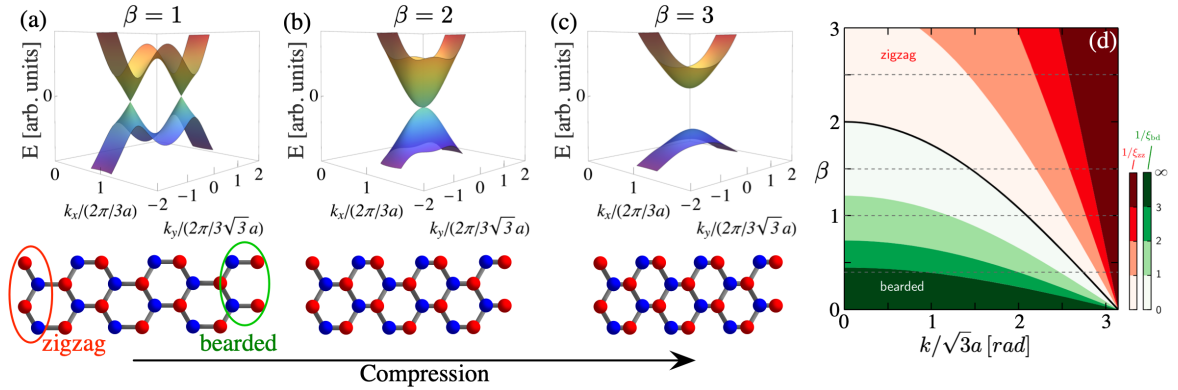 (a) β = 1
E [arb. units]
0
1
k_x/(2π/3a)
−2
−1
0
1
2
k_y/(2π/3√3 a)
(b) β = 2
E [arb. units]
0
1
k_x/(2π/3a)
−2
−1
0
1
2
k_y/(2π/3√3 a)
(c) β = 3
E [arb. units]
0
1
k_x/(2π/3a)
−2
−1
0
1
2
k_y/(2π/3√3 a)
zigzag
bearded
Compression
(d)
3
2
β
1
0
zigzag
bearded
0 1 2 3
k/√3a [rad]
1/ξ_zz
1/ξ_bd
∞
3
2
1
0